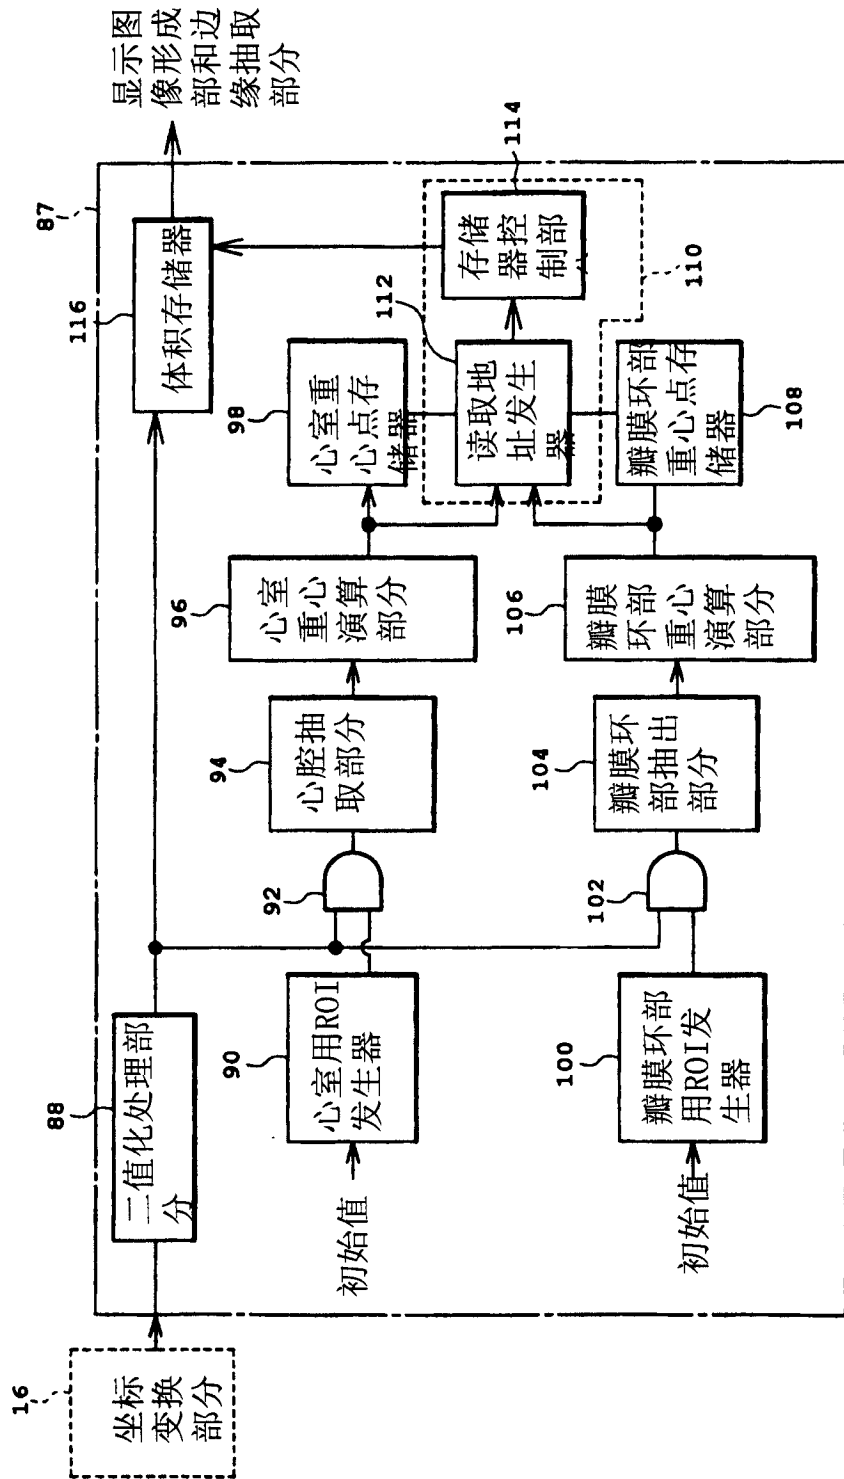 16
坐标
变换
部分
88
二值化处理部
分
87
116
体积存储器
显示图
像形成
部和边
缘抽取
部分
初始值
90
心室用ROI
发生器
92
94
心腔抽
取部分
96
心室
重心
演算
部分
98
心室重
心点存
储器
112
读取地
址发生
器
114
存储
器控
制部
110
初始值
100
瓣膜环部
用ROI发
生器
102
104
瓣膜环
部抽出
部分
106
瓣膜
环部
重心
演算
部分
108
瓣膜环部
重心点存
储器